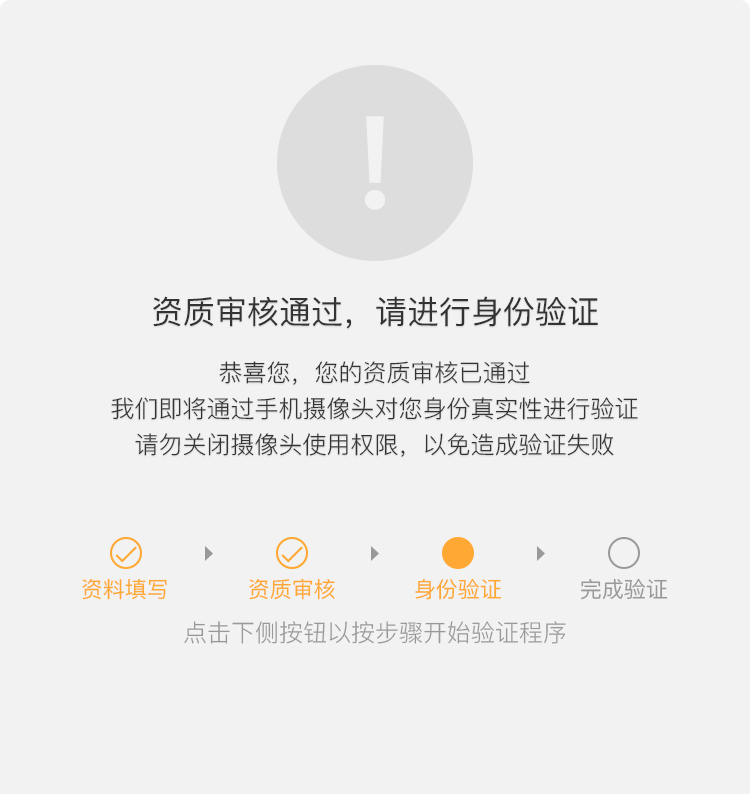 资质审核通过，请进行身份验证
恭喜您，您的资质审核已通过
我们即将通过手机摄像头对您身份真实性进行验证
请勿关闭摄像头使用权限，以免造成验证失败
资料填写 资质审核 身份验证 完成验证
点击下侧按钮以按步骤开始验证程序